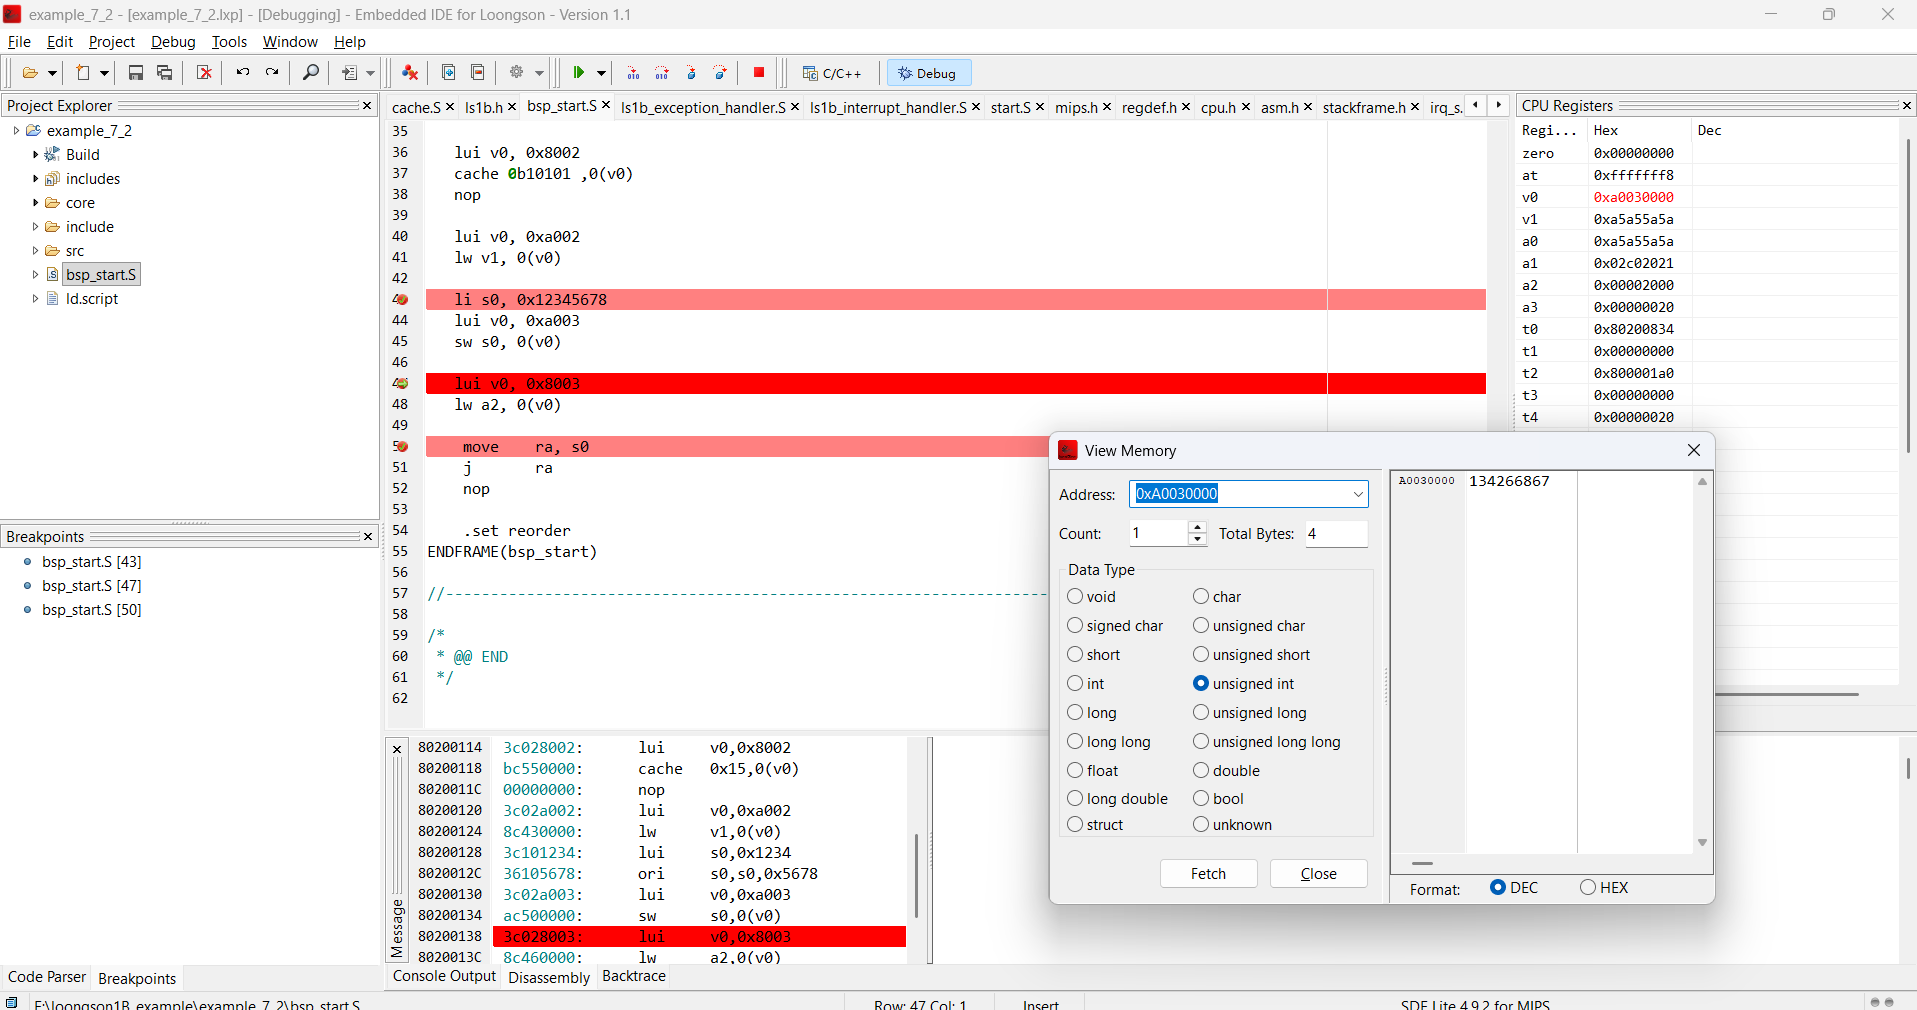 example_7_2 - [example_7_2.lxp] - [Debugging] - Embedded IDE for Loongson - Version 1.1
File Edit Project Debug Tools Window Help
C/C++ Debug
Project Explorer
example_7_2
Build
includes
core
include
src
bsp_start.S
ld.script
Breakpoints
bsp_start.S [43]
bsp_start.S [47]
bsp_start.S [50]
Code Parser Breakpoints
cache.S ls1b.h bsp_start.S ls1b_exception_handler.S ls1b_interrupt_handler.S start.S mips.h regdef.h cpu.h asm.h stackframe.h irq_s.
35
36 lui v0, 0x8002
37 cache 0b10101 ,0(v0)
38 nop
39
40 lui v0, 0xa002
41 lw v1, 0(v0)
42
li s0, 0x12345678
44 lui v0, 0xa003
45 sw s0, 0(v0)
46
lui v0, 0x8003
48 lw a2, 0(v0)
49
move ra, s0
51 j ra
52 nop
53
54 .set reorder
55 ENDFRAME(bsp_start)
56
57 //-------------------------------------------------------------------
58
59 /*
60 * @@ END
61 */
62
Message
80200114 3c028002: lui v0,0x8002
80200118 bc550000: cache 0x15,0(v0)
8020011C 00000000: nop
80200120 3c02a002: lui v0,0xa002
80200124 8c430000: lw v1,0(v0)
80200128 3c101234: lui s0,0x1234
8020012C 36105678: ori s0,s0,0x5678
80200130 3c02a003: lui v0,0xa003
80200134 ac500000: sw s0,0(v0)
80200138 3c028003: lui v0,0x8003
8020013C 8c460000: lw a2,0(v0)
Console Output Disassembly Backtrace
CPU Registers
Regi... Hex Dec
zero 0x00000000
at 0xfffffff8
v0 0xa0030000
v1 0xa5a55a5a
a0 0xa5a55a5a
a1 0x02c02021
a2 0x00002000
a3 0x00000020
t0 0x80200834
t1 0x00000000
t2 0x800001a0
t3 0x00000000
t4 0x00000020
View Memory
Address: 0xA0030000
Count: 1 Total Bytes: 4
Data Type
void char
signed char unsigned char
short unsigned short
int unsigned int
long unsigned long
long long unsigned long long
float double
long double bool
struct unknown
Fetch Close
A0030000 134266867
Format: DEC HEX
F:\loongson1B_example\example_7_2\bsp_start.S Row: 47 Col: 1 Insert SDE Lite 4.9.2 for MIPS